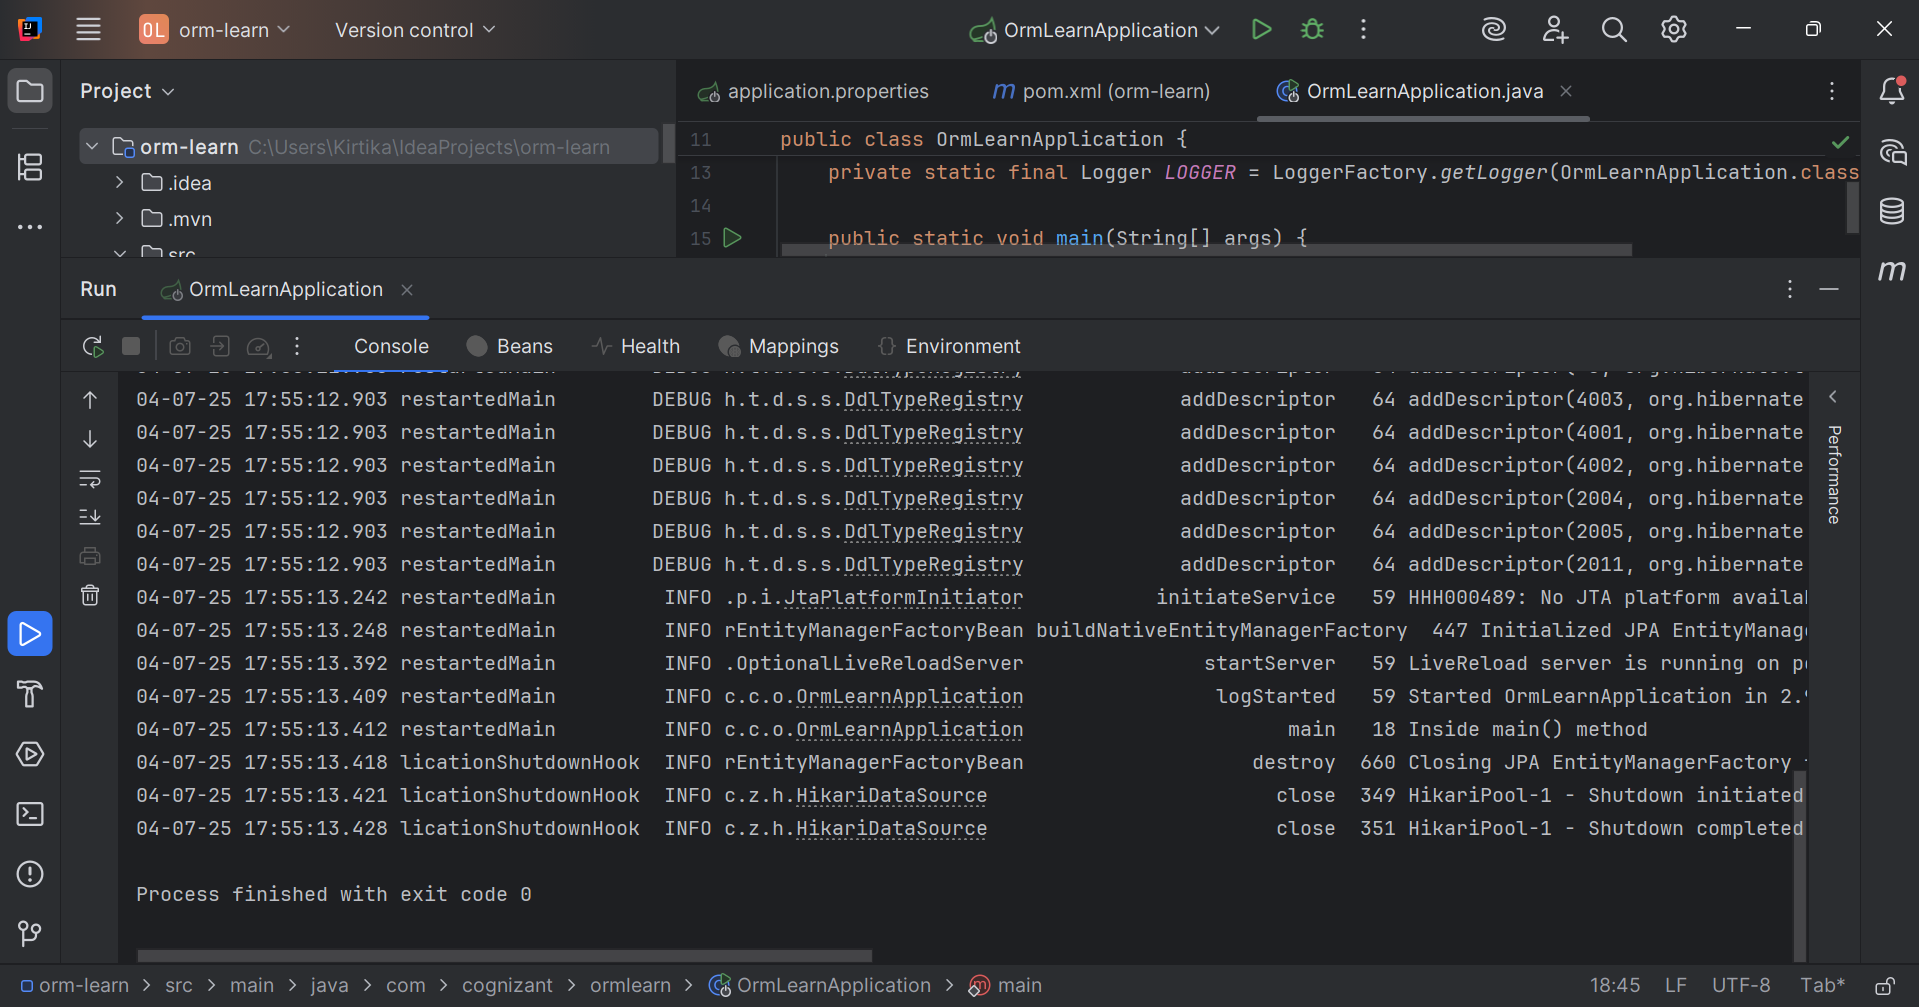 OL orm-learn Version control OrmLearnApplication
Project
application.properties pom.xml (orm-learn) OrmLearnApplication.java
orm-learn C:\Users\Kirtika\IdeaProjects\orm-learn
.idea
.mvn
src
11 public class OrmLearnApplication {
13 private static final Logger LOGGER = LoggerFactory.getLogger(OrmLearnApplication.class
14
15 public static void main(String[] args) {
Run OrmLearnApplication
Console Beans Health Mappings Environment
04-07-25 17:55:12.903 restartedMain DEBUG h.t.d.s.s.DdlTypeRegistry addDescriptor 64 addDescriptor(4003, org.hibernate
04-07-25 17:55:12.903 restartedMain DEBUG h.t.d.s.s.DdlTypeRegistry addDescriptor 64 addDescriptor(4001, org.hibernate
04-07-25 17:55:12.903 restartedMain DEBUG h.t.d.s.s.DdlTypeRegistry addDescriptor 64 addDescriptor(4002, org.hibernate
04-07-25 17:55:12.903 restartedMain DEBUG h.t.d.s.s.DdlTypeRegistry addDescriptor 64 addDescriptor(2004, org.hibernate
04-07-25 17:55:12.903 restartedMain DEBUG h.t.d.s.s.DdlTypeRegistry addDescriptor 64 addDescriptor(2005, org.hibernate
04-07-25 17:55:12.903 restartedMain DEBUG h.t.d.s.s.DdlTypeRegistry addDescriptor 64 addDescriptor(2011, org.hibernate
04-07-25 17:55:13.242 restartedMain INFO .p.i.JtaPlatformInitiator initiateService 59 HHH000489: No JTA platform availa
04-07-25 17:55:13.248 restartedMain INFO rEntityManagerFactoryBean buildNativeEntityManagerFactory 447 Initialized JPA EntityManag
04-07-25 17:55:13.392 restartedMain INFO .OptionalLiveReloadServer startServer 59 LiveReload server is running on p
04-07-25 17:55:13.409 restartedMain INFO c.c.o.OrmLearnApplication logStarted 59 Started OrmLearnApplication in 2.
04-07-25 17:55:13.412 restartedMain INFO c.c.o.OrmLearnApplication main 18 Inside main() method
04-07-25 17:55:13.418 licationShutdownHook INFO rEntityManagerFactoryBean destroy 660 Closing JPA EntityManagerFactory
04-07-25 17:55:13.421 licationShutdownHook INFO c.z.h.HikariDataSource close 349 HikariPool-1 - Shutdown initiated
04-07-25 17:55:13.428 licationShutdownHook INFO c.z.h.HikariDataSource close 351 HikariPool-1 - Shutdown completed
Process finished with exit code 0
Performance
orm-learn > src > main > java > com > cognizant > ormlearn > OrmLearnApplication > main 18:45 LF UTF-8 Tab*